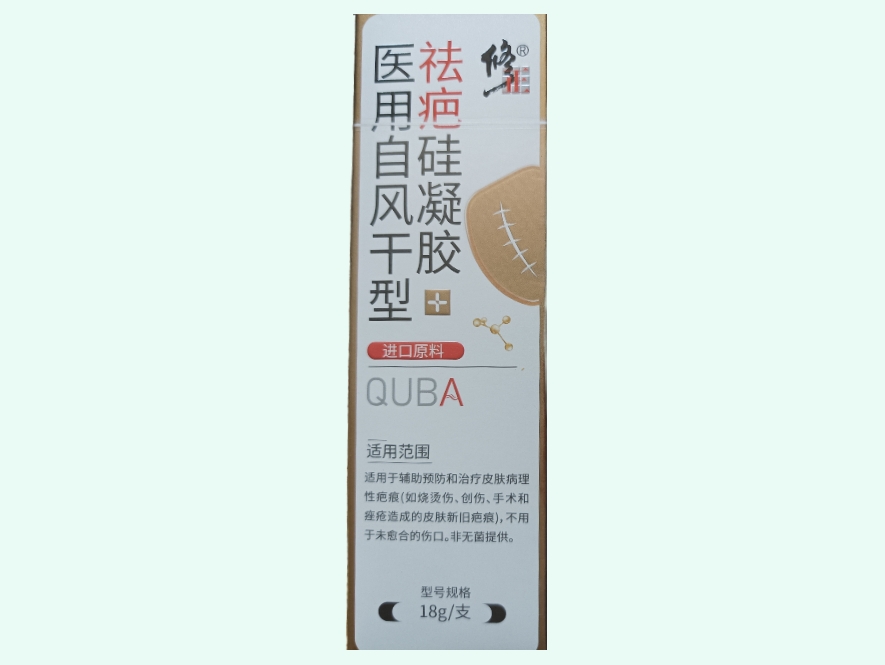 修正®
医用自风干型
祛疤硅凝胶
进口原料
QUBA
适用范围
适用于辅助预防和治疗皮肤病理
性疤痕(如烧烫伤、创伤、手术和
痤疮造成的皮肤新旧疤痕)，不用
于未愈合的伤口。非无菌提供。
型号规格
18g/支